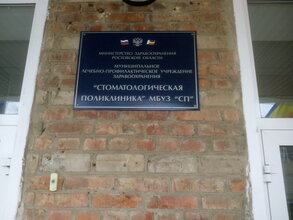 МИНИСТЕРСТВО ЗДРАВООХРАНЕНИЯ
РОСТОВСКОЙ ОБЛАСТИ
МУНИЦИПАЛЬНОЕ
ЛЕЧЕБНО-ПРОФИЛАКТИЧЕСКОЕ УЧРЕЖДЕНИЕ
ЗДРАВООХРАНЕНИЯ
"СТОМАТОЛОГИЧЕСКАЯ
ПОЛИКЛИНИКА" МБУЗ "СП"